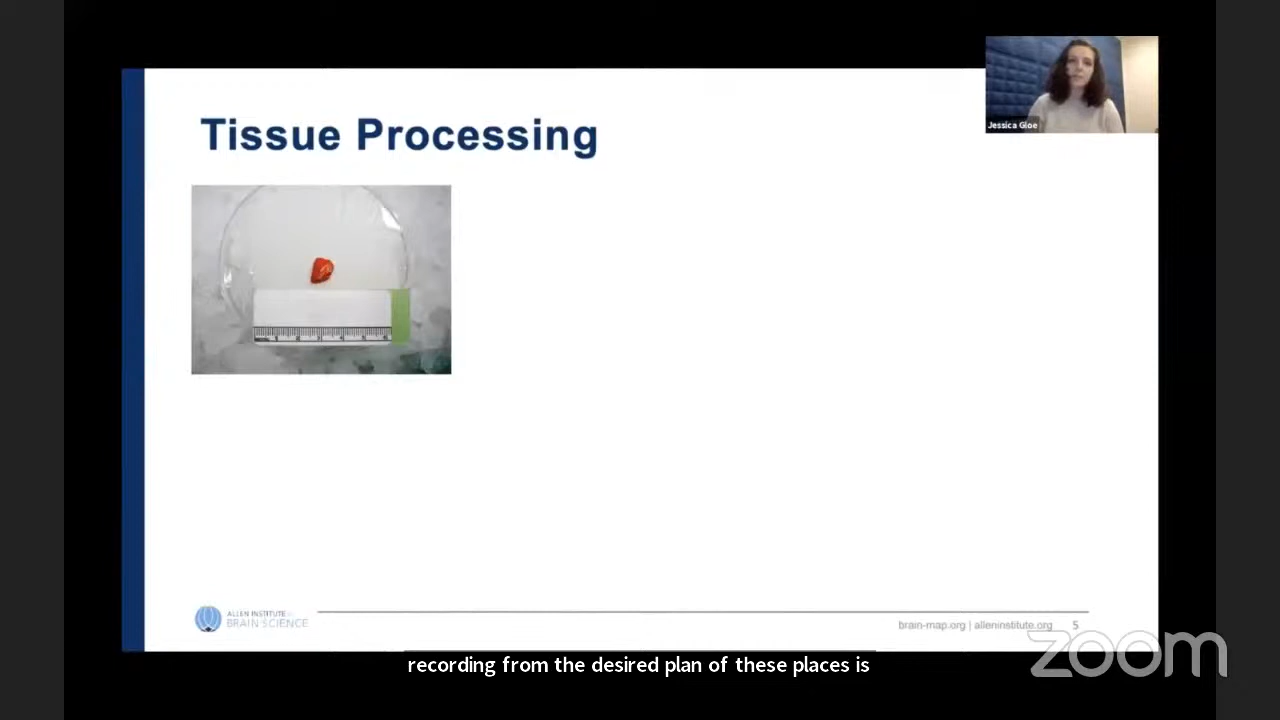 Jessica Gloe
Tissue Processing
ALLEN INSTITUTE for
BRAIN SCIENCE
brain-map.org | alleninstitute.org 5
zoom
recording from the desired plan of these places is